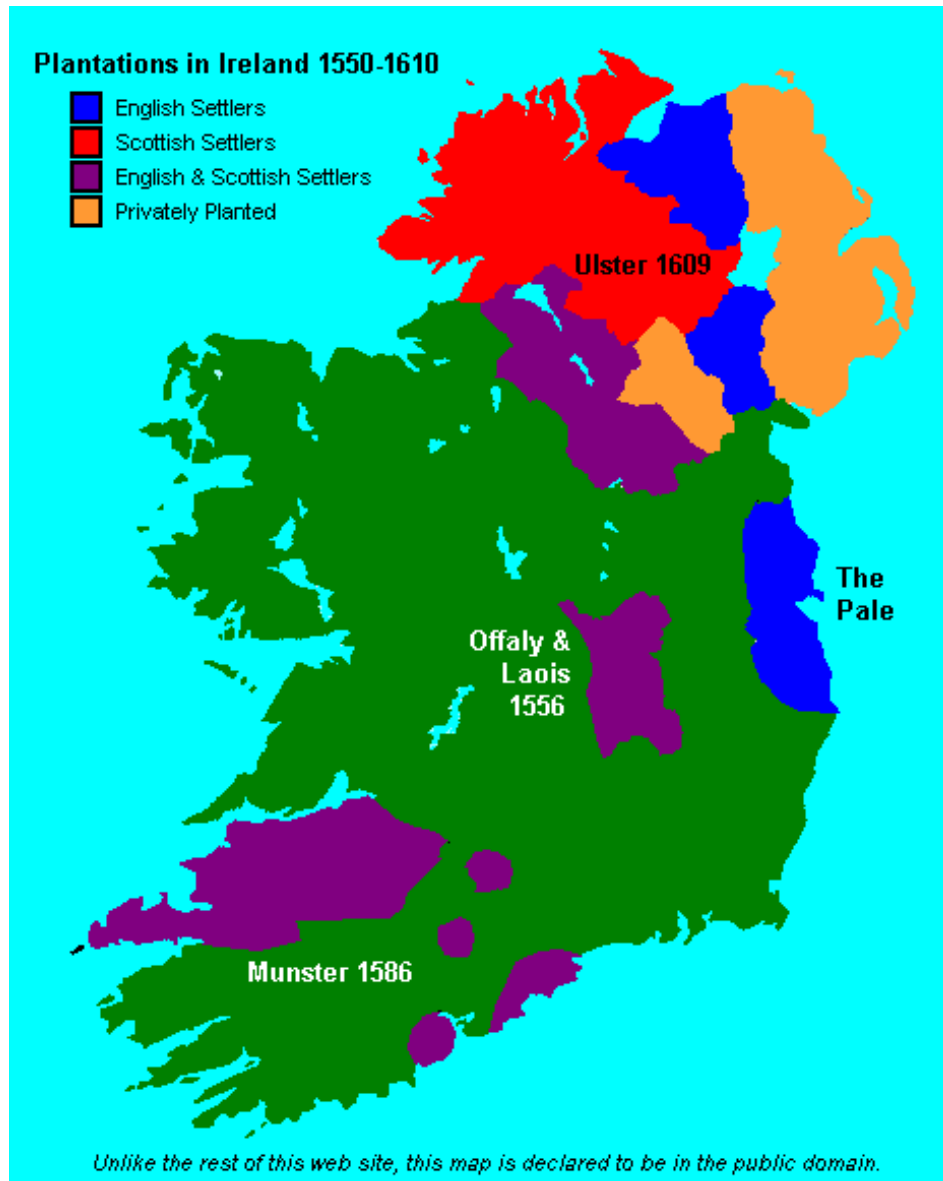 Plantations in Ireland 1550-1610
English Settlers
Scottish Settlers
English & Scottish Settlers
Privately Planted
Ulster 1609
The
Pale
Offaly &
Laois
1556
Munster 1586
Unlike the rest of this web site, this map is declared to be in the public domain.